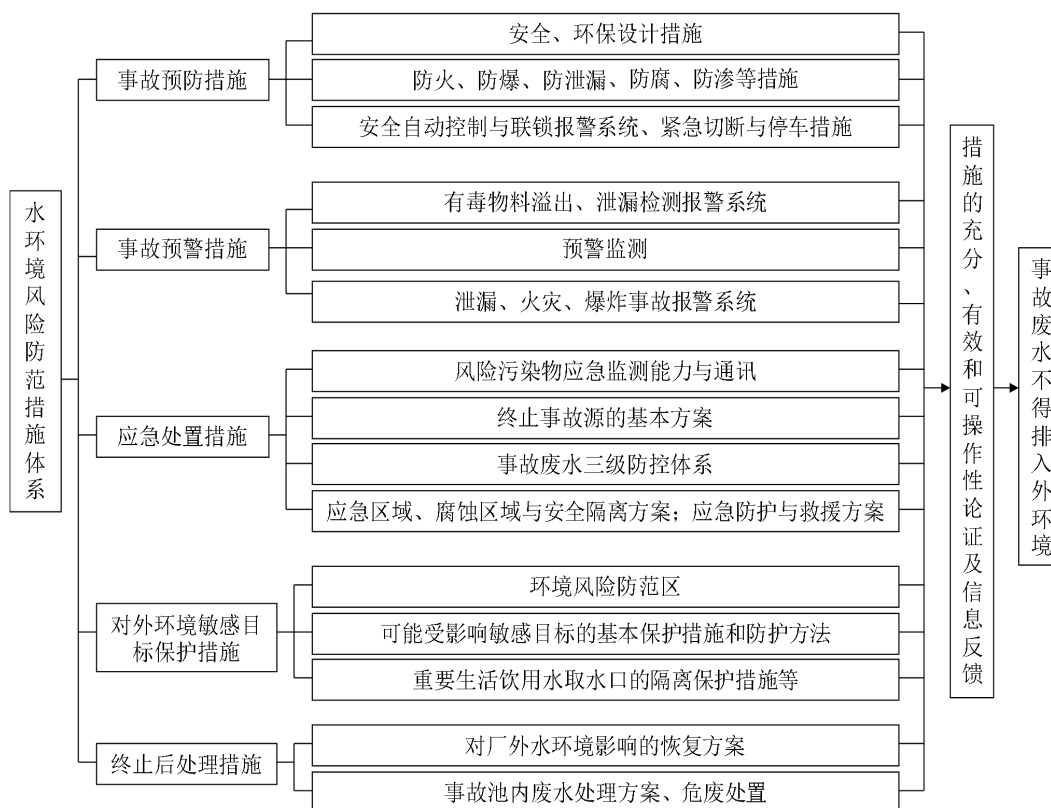 水环境风险防范措施体系
事故预防措施
安全、环保设计措施
防火、防爆、防泄漏、防腐、防渗等措施
安全自动控制与联锁报警系统、紧急切断与停车措施
事故预警措施
有毒物料溢出、泄漏检测报警系统
预警监测
泄漏、火灾、爆炸事故报警系统
应急处置措施
风险污染物应急监测能力与通讯
终止事故源的基本方案
事故废水三级防控体系
应急区域、腐蚀区域与安全隔离方案；应急防护与救援方案
对外环境敏感目
标保护措施
环境风险防范区
可能受影响敏感目标的基本保护措施和防护方法
重要生活饮用水取水口的隔离保护措施等
终止后处理措施
对厂外水环境影响的恢复方案
事故池内废水处理方案、危废处置
措施的充分、有效和可操作性论证及信息反馈
事故废水不得排入外环境